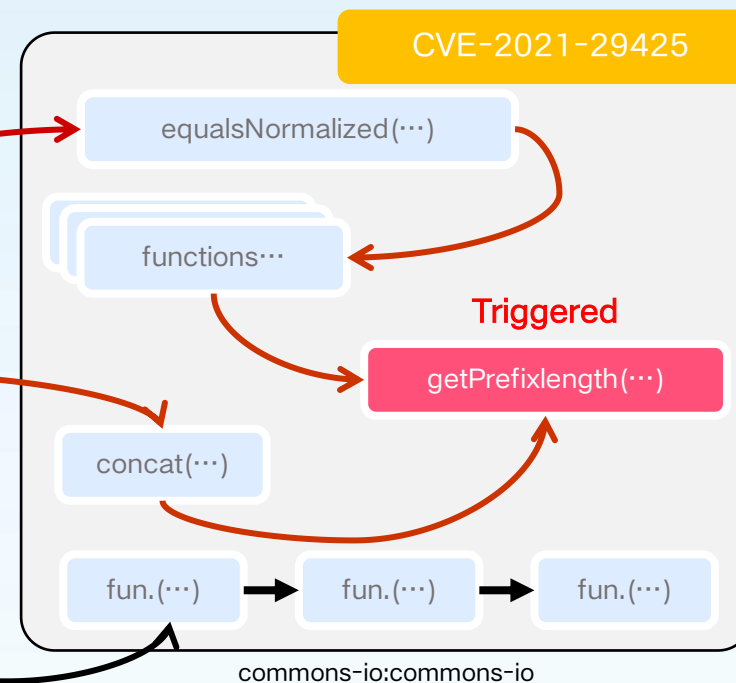 CVE-2021-29425
equalsNormalized(⋯)
functions⋯
Triggered
getPrefixlength(⋯)
concat(⋯)
fun.(⋯)
fun.(⋯)
fun.(⋯)
commons-io:commons-io